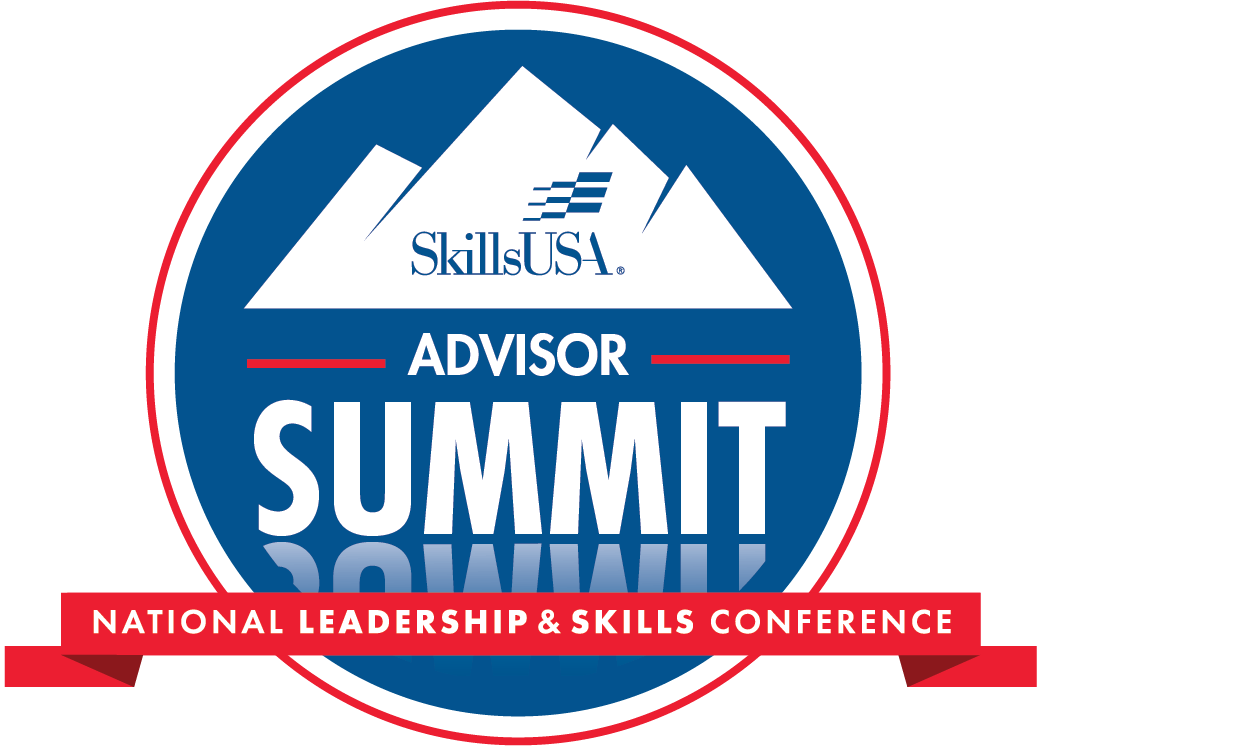 SkillsUSA®
ADVISOR
SUMMIT
NATIONAL LEADERSHIP & SKILLS CONFERENCE